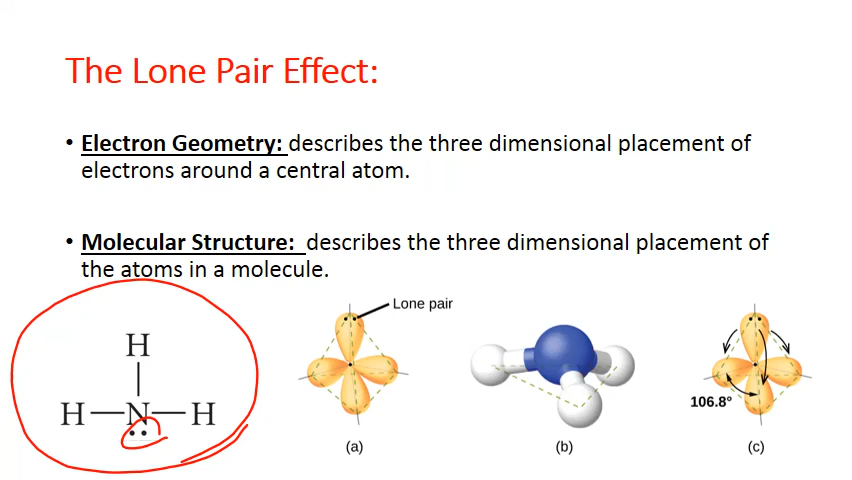 The Lone Pair Effect:
• Electron Geometry: describes the three dimensional placement of
electrons around a central atom.
• Molecular Structure: describes the three dimensional placement of
the atoms in a molecule.
Lone pair
H
H—N—H
106.8°
(a)
(b)
(c)